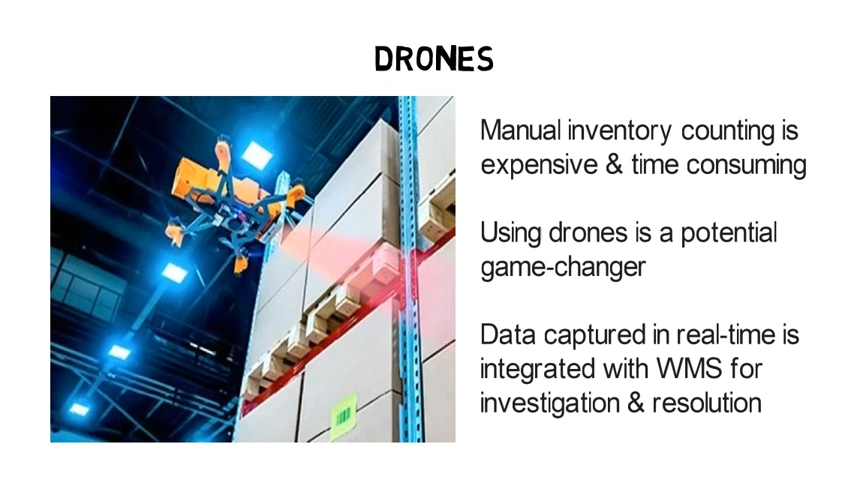 DRONES
Manual inventory counting is
expensive & time consuming
Using drones is a potential
game-changer
Data captured in real-time is
integrated with WMS for
investigation & resolution